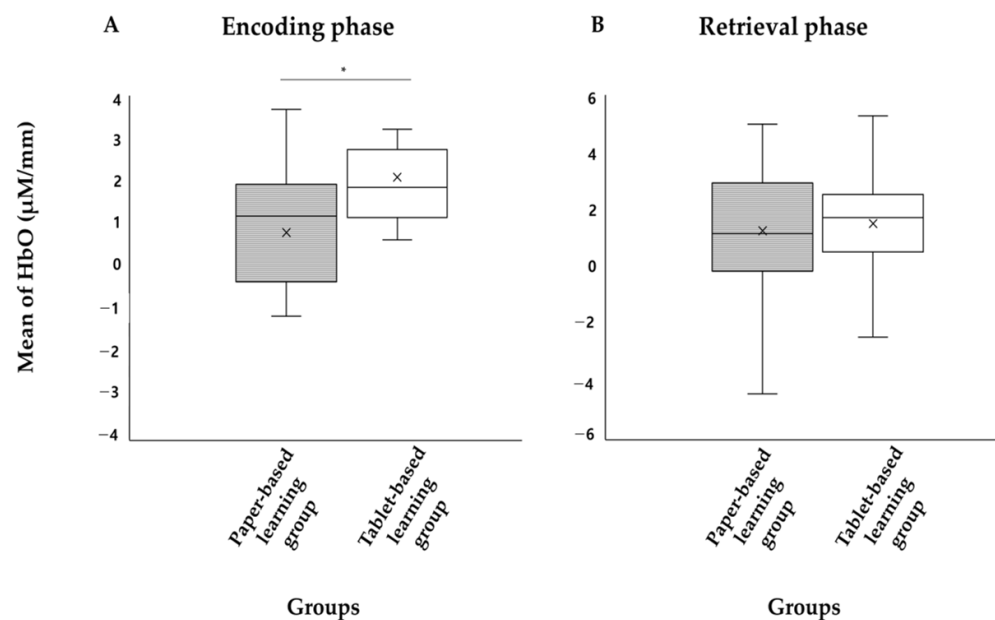 A
Encoding phase
*
Mean of HbO (µM/mm)
4
3
2
1
0
−1
−2
−3
−4
Paper-based
learning
group
Tablet-based
learning
group
Groups
B
Retrieval phase
6
4
2
0
−2
−4
−6
Paper-based
learning
group
Tablet-based
learning
group
Groups